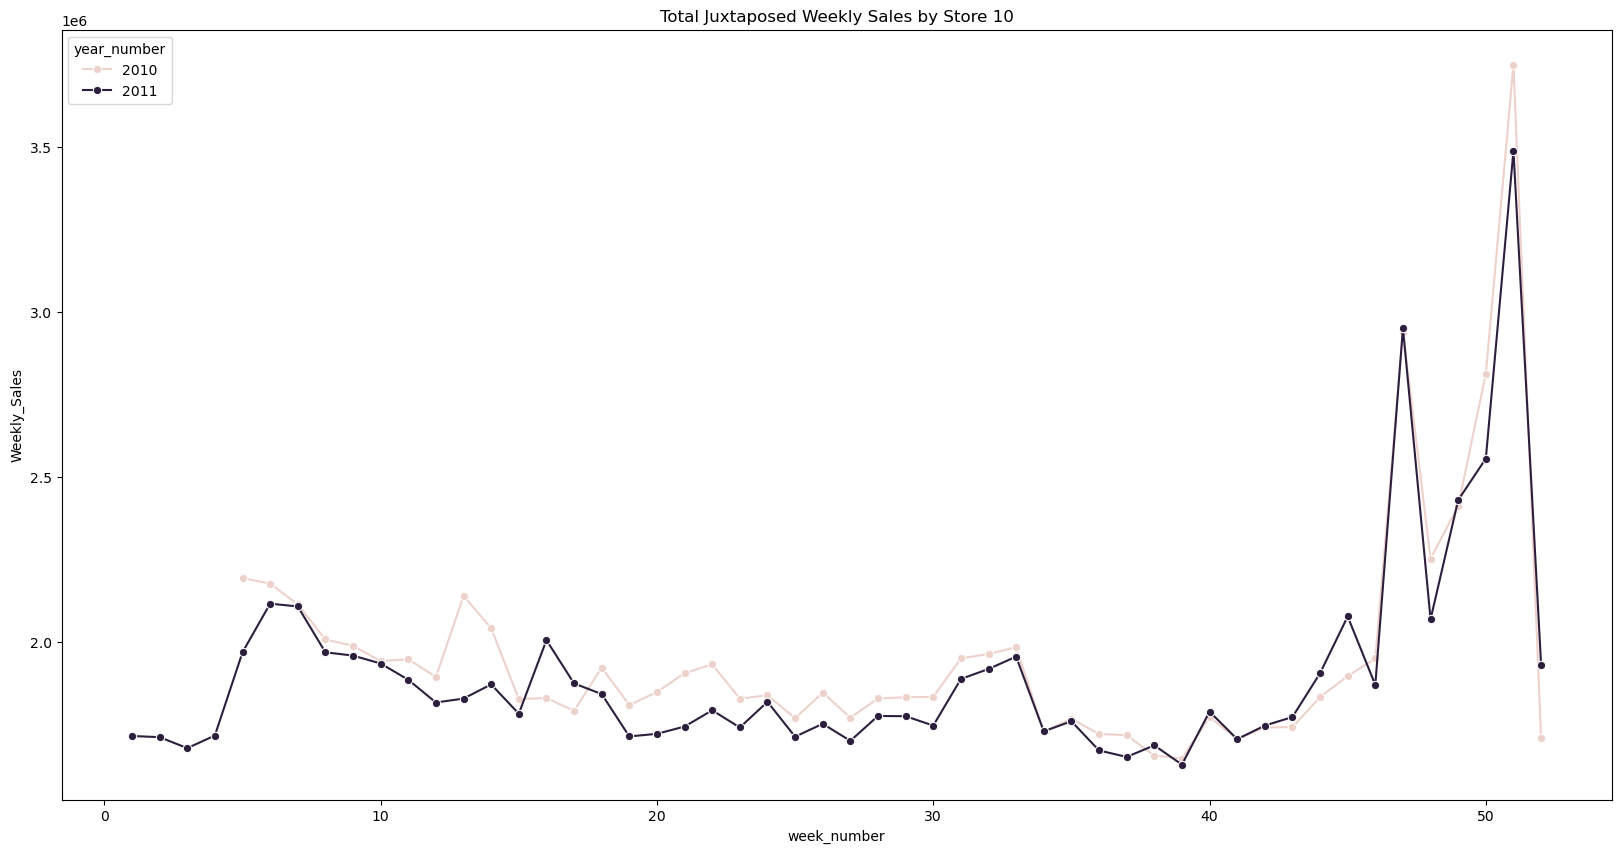 Total Juxtaposed Weekly Sales by Store 10
1e6
year_number
2010
2011
3.5
3.0
2.5
2.0
Weekly_Sales
0 10 20 30 40 50
week_number